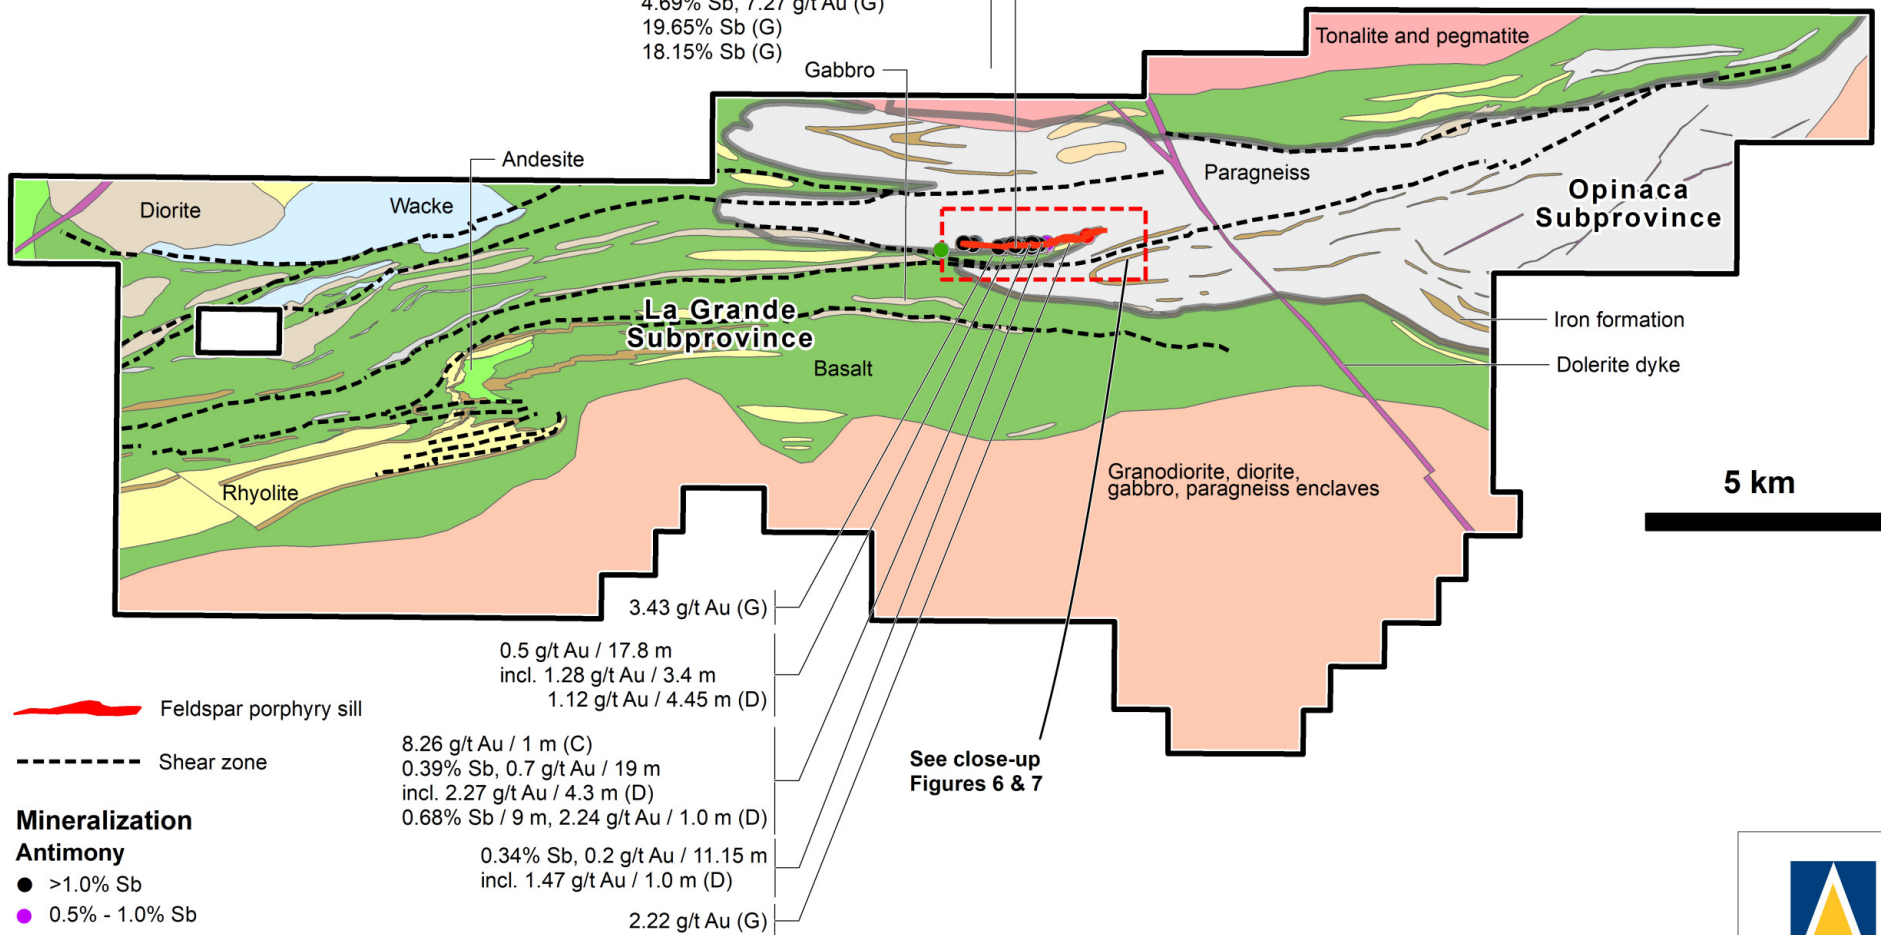 4.69% Sb, 7.27 g/t Au (G)
19.65% Sb (G)
18.15% Sb (G)
Gabbro
Tonalite and pegmatite
Andesite
Paragneiss
Opinaca
Subprovince
Diorite
Wacke
La Grande
Subprovince
Iron formation
Dolerite dyke
Basalt
Rhyolite
Granodiorite, diorite,
gabbro, paragneiss enclaves
5 km
3.43 g/t Au (G)
0.5 g/t Au / 17.8 m
incl. 1.28 g/t Au / 3.4 m
1.12 g/t Au / 4.45 m (D)
8.26 g/t Au / 1 m (C)
0.39% Sb, 0.7 g/t Au / 19 m
incl. 2.27 g/t Au / 4.3 m (D)
0.68% Sb / 9 m, 2.24 g/t Au / 1.0 m (D)
0.34% Sb, 0.2 g/t Au / 11.15 m
incl. 1.47 g/t Au / 1.0 m (D)
2.22 g/t Au (G)
See close-up
Figures 6 & 7
Feldspar porphyry sill
Shear zone
Mineralization
Antimony
>1.0% Sb
0.5% - 1.0% Sb